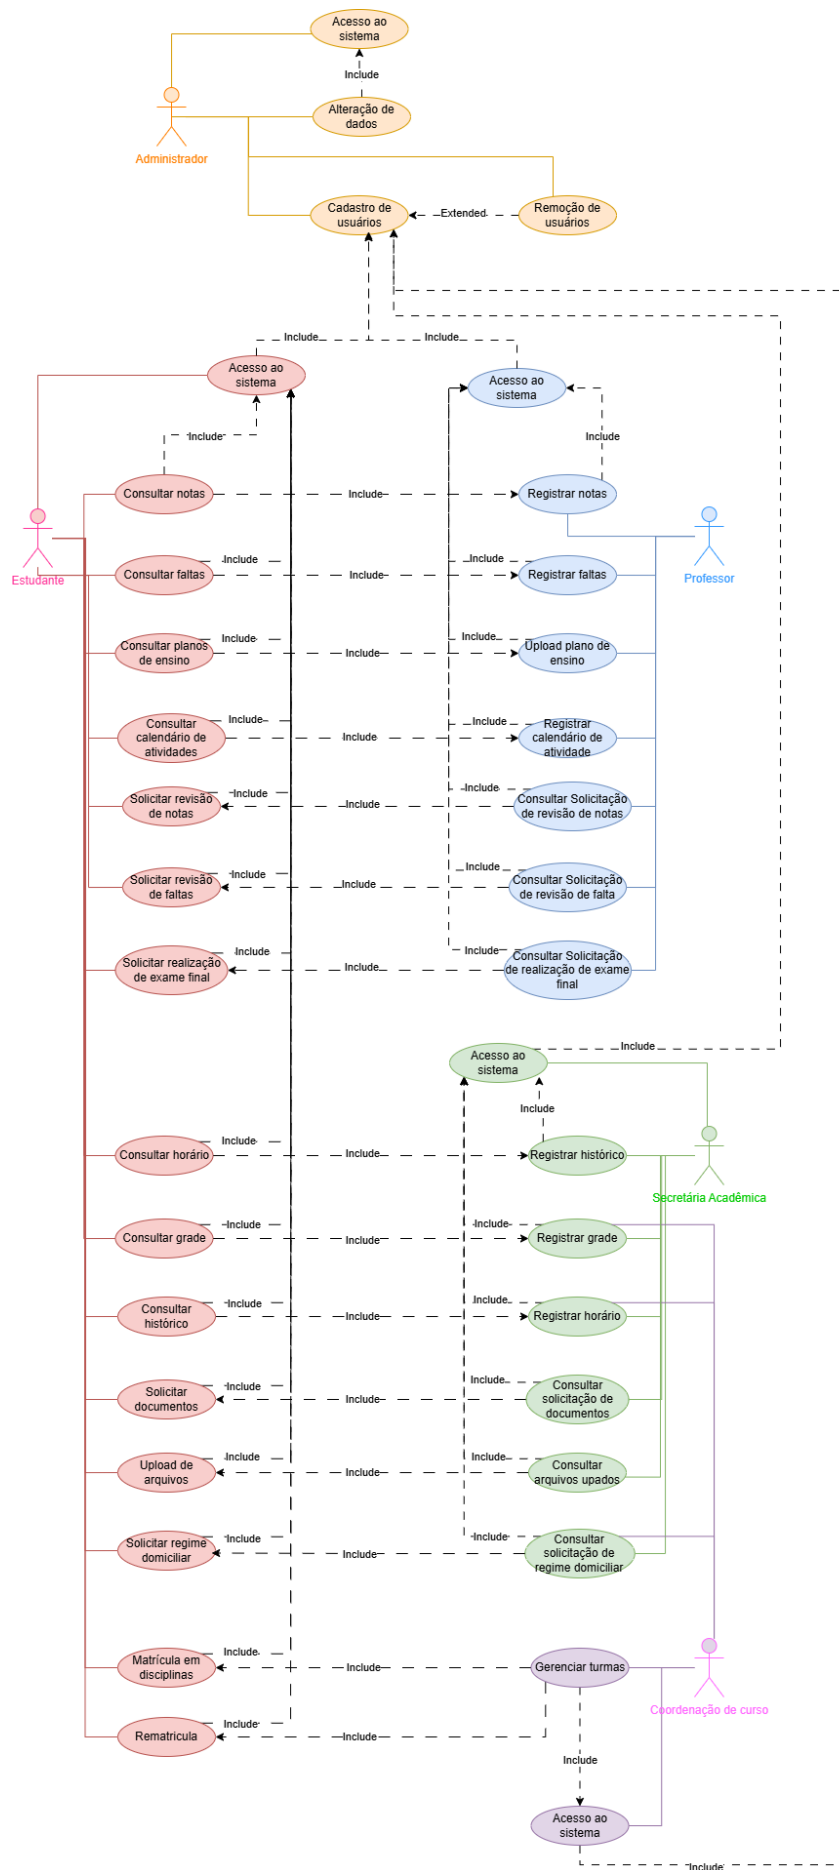 Acesso ao
sistema
Include
Alteração de
dados
Administrador
Cadastro de
usuários
Extended
Remoção de
usuários
Include
Include
Acesso ao
sistema
Acesso ao
sistema
Include
Include
Consultar notas
Include
Registrar notas
Estudante
Professor
Include
Include
Consultar faltas
Include
Registrar faltas
Include
Include
Consultar planos
de ensino
Include
Upload plano de
ensino
Include
Include
Consultar
calendário de
atividades
Include
Registrar
calendário de
atividade
Include
Include
Solicitar revisão
de notas
Include
Consultar Solicitação
de revisão de notas
Include
Include
Solicitar revisão
de faltas
Include
Consultar Solicitação
de revisão de falta
Include
Include
Solicitar realização
de exame final
Include
Consultar Solicitação
de realização de exame
final
Include
Acesso ao
sistema
Include
Include
Consultar horário
Include
Registrar histórico
Secretária Acadêmica
Include
Include
Consultar grade
Include
Registrar grade
Include
Include
Consultar
histórico
Include
Registrar horário
Include
Include
Solicitar
documentos
Include
Consultar
solicitação de
documentos
Include
Include
Upload de
arquivos
Include
Consultar
arquivos upados
Include
Include
Solicitar regime
domiciliar
Include
Consultar
solicitação de
regime domiciliar
Include
Matrícula em
disciplinas
Include
Gerenciar turmas
Coordenação de curso
Include
Rematricula
Include
Include
Acesso ao
sistema
Include